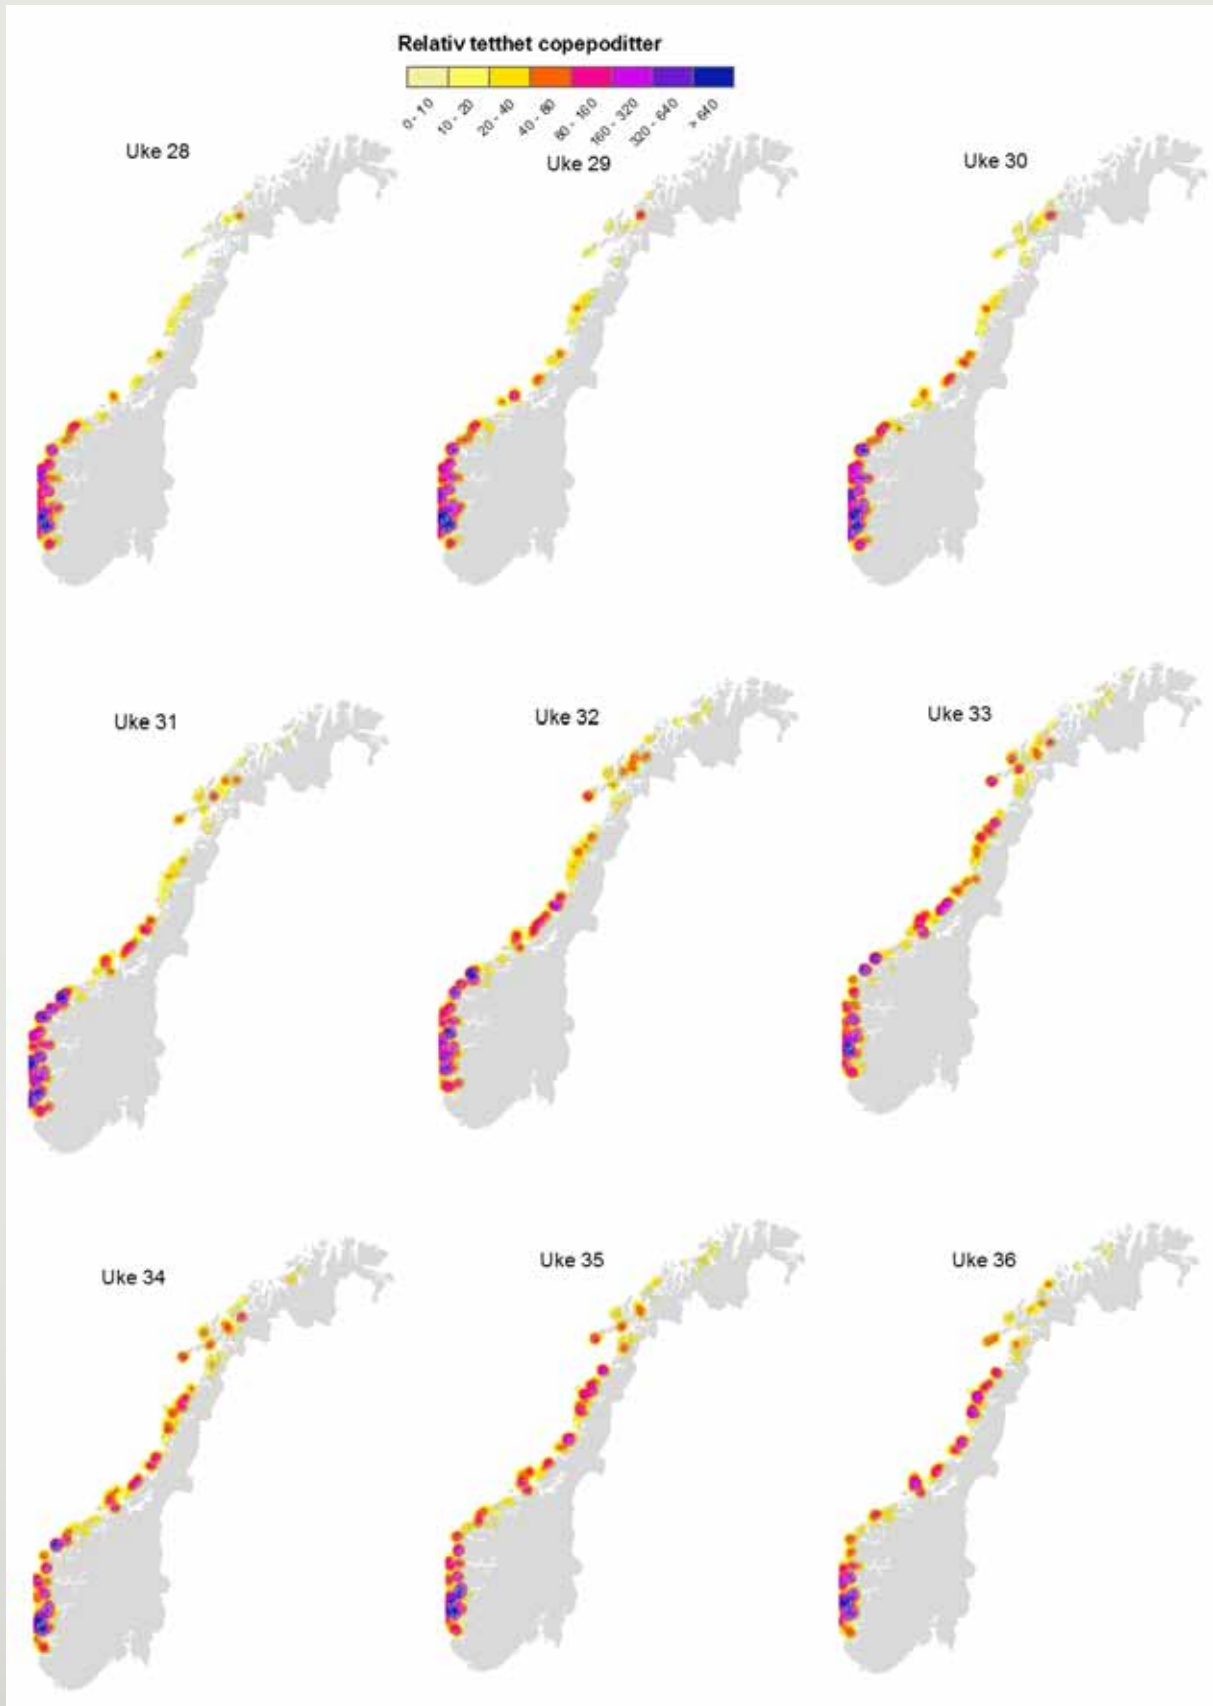 Relativ tetthet copepoditter
0 - 10
10 - 20
20 - 40
40 - 80
80 - 160
160 - 320
320 - 640
> 640
Uke 28
Uke 29
Uke 30
Uke 31
Uke 32
Uke 33
Uke 34
Uke 35
Uke 36